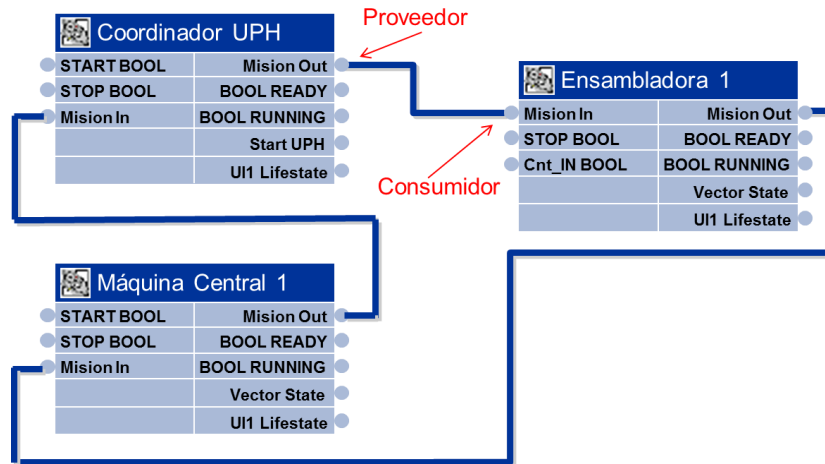 Proveedor
Coordinador UPH
START BOOL Mision Out
STOP BOOL BOOL READY
Mision In BOOL RUNNING
Start UPH
UI1 Lifestate
Ensambladora 1
Mision In Mision Out
STOP BOOL BOOL READY
Cnt_IN BOOL BOOL RUNNING
Vector State
UI1 Lifestate
Consumidor
Máquina Central 1
START BOOL Mision Out
STOP BOOL BOOL READY
Mision In BOOL RUNNING
Vector State
UI1 Lifestate